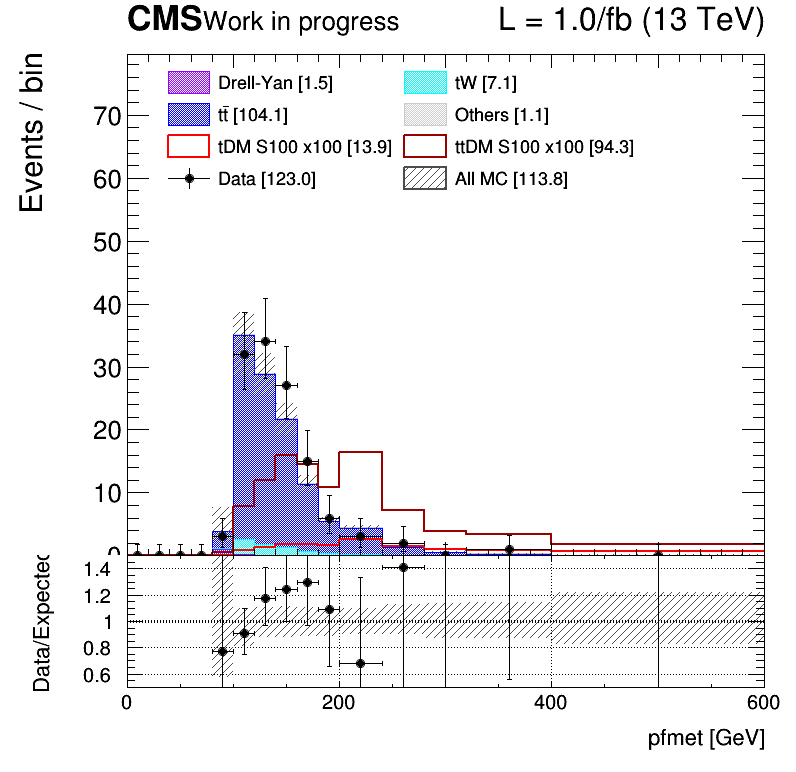 CMS Work in progress L = 1.0/fb (13 TeV)
Events / bin
Drell-Yan [1.5] tW [7.1]
tt̄ [104.1] Others [1.1]
tDM S100 x100 [13.9] ttDM S100 x100 [94.3]
Data [123.0] All MC [113.8]
70
60
50
40
30
20
10
0
Data/Expected
1.4
1.2
1
0.8
0.6
0 200 400 600
pfmet [GeV]